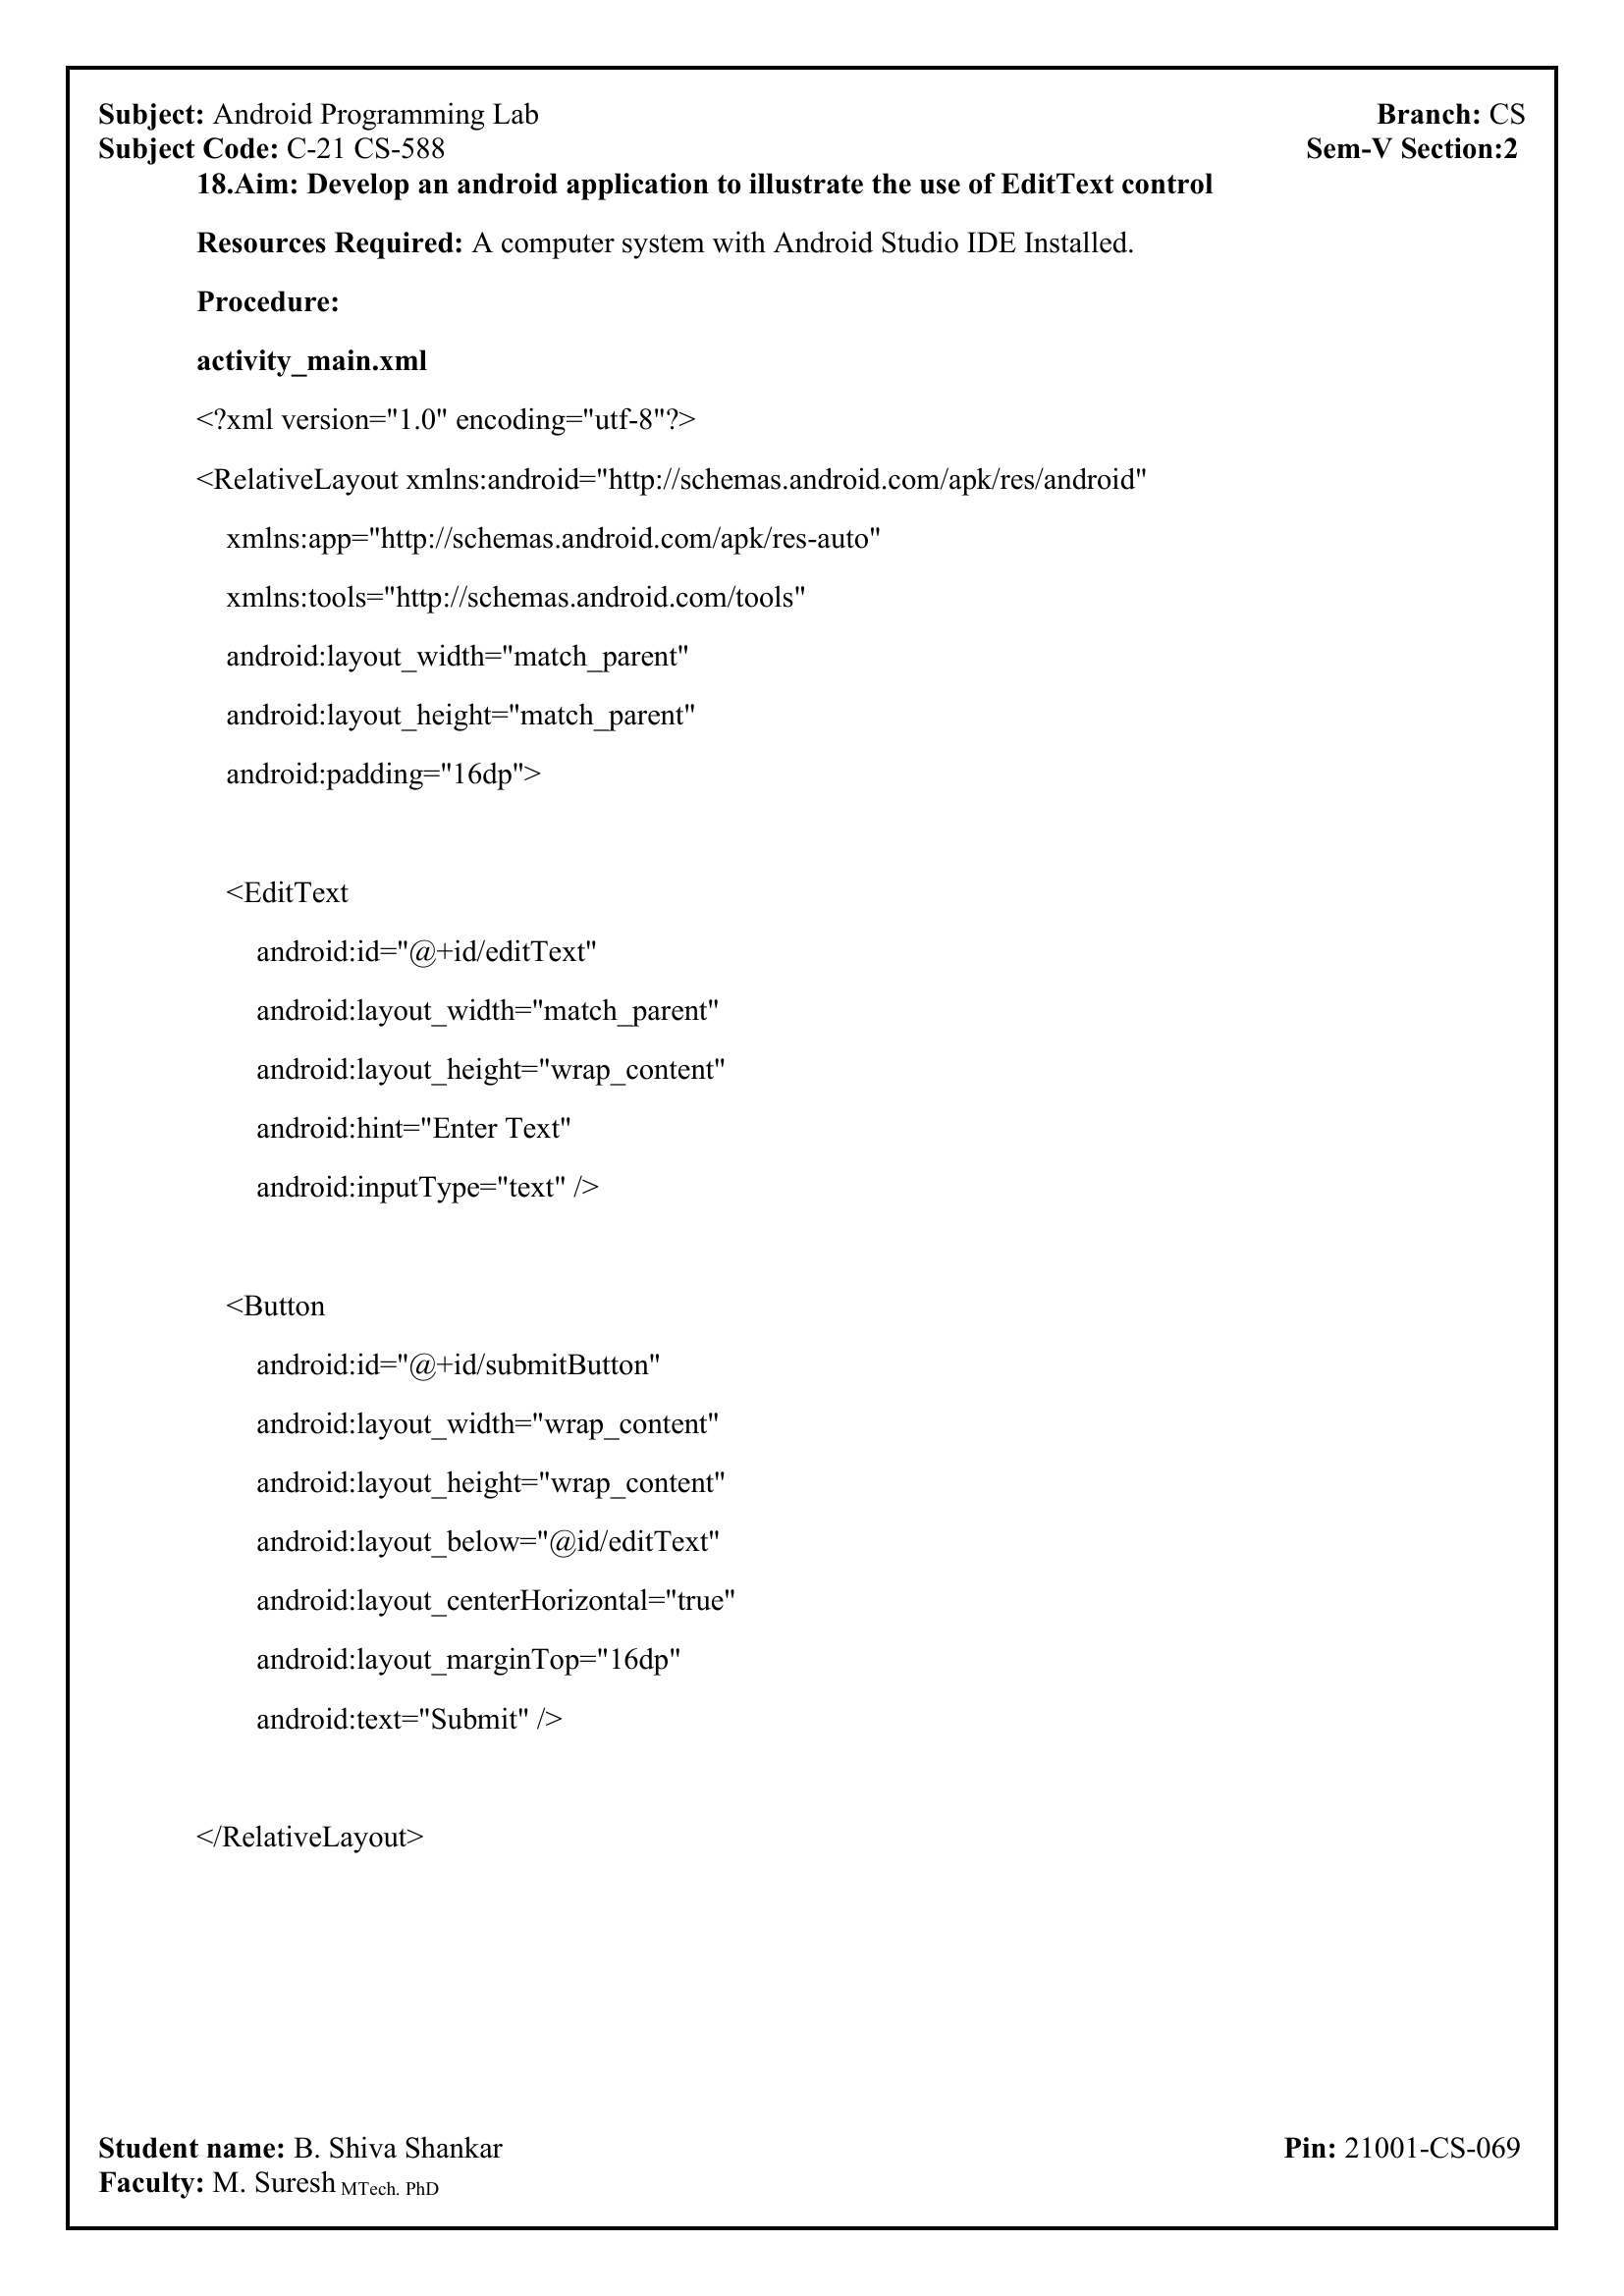 Subject: Android Programming Lab Branch: CS
Subject Code: C-21 CS-588 Sem-V Section:2
18.Aim: Develop an android application to illustrate the use of EditText control
Resources Required: A computer system with Android Studio IDE Installed.
Procedure:
activity_main.xml
<?xml version="1.0" encoding="utf-8"?>
<RelativeLayout xmlns:android="http://schemas.android.com/apk/res/android"
xmlns:app="http://schemas.android.com/apk/res-auto"
xmlns:tools="http://schemas.android.com/tools"
android:layout_width="match_parent"
android:layout_height="match_parent"
android:padding="16dp">
<EditText
android:id="@+id/editText"
android:layout_width="match_parent"
android:layout_height="wrap_content"
android:hint="Enter Text"
android:inputType="text" />
<Button
android:id="@+id/submitButton"
android:layout_width="wrap_content"
android:layout_height="wrap_content"
android:layout_below="@id/editText"
android:layout_centerHorizontal="true"
android:layout_marginTop="16dp"
android:text="Submit" />
</RelativeLayout>
Student name: B. Shiva Shankar Pin: 21001-CS-069
Faculty: M. Suresh MTech. PhD